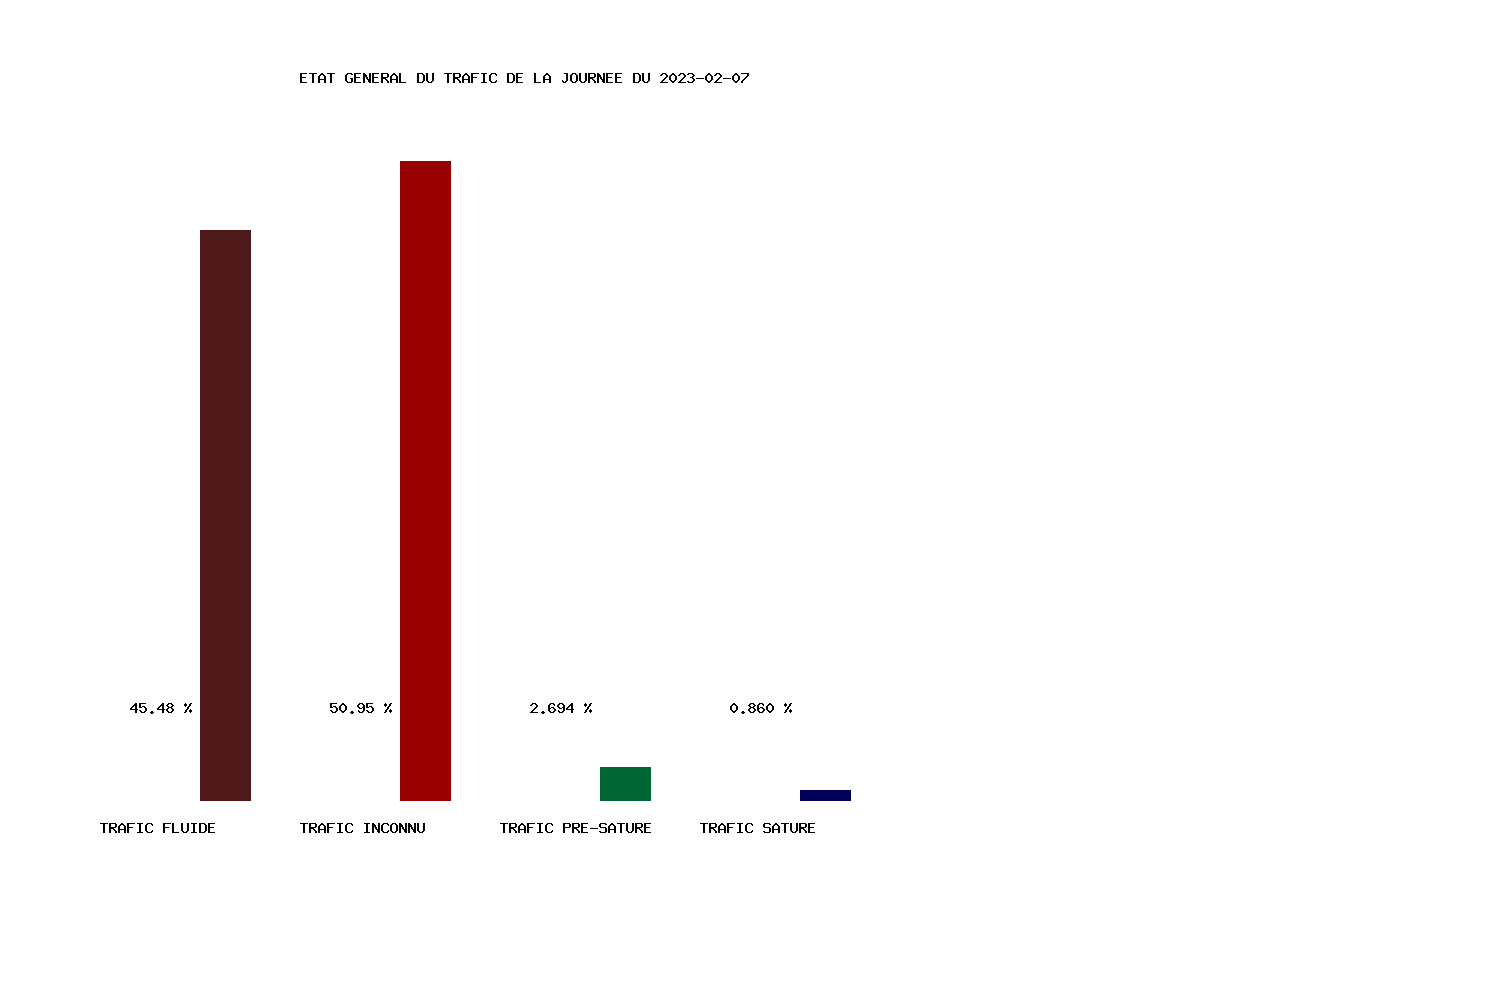 ETAT GENERAL DU TRAFIC DE LA JOURNEE DU 2023-02-07
45.48 % 50.95 % 2.694 % 0.860 %
TRAFIC FLUIDE TRAFIC INCONNU TRAFIC PRE-SATURE TRAFIC SATURE